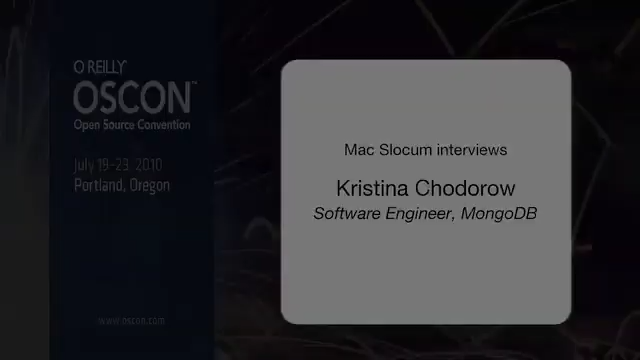 O'REILLY
OSCON™
Open Source Convention
July 19-23, 2010
Portland, Oregon
www.oscon.com
Mac Slocum interviews
Kristina Chodorow
Software Engineer, MongoDB